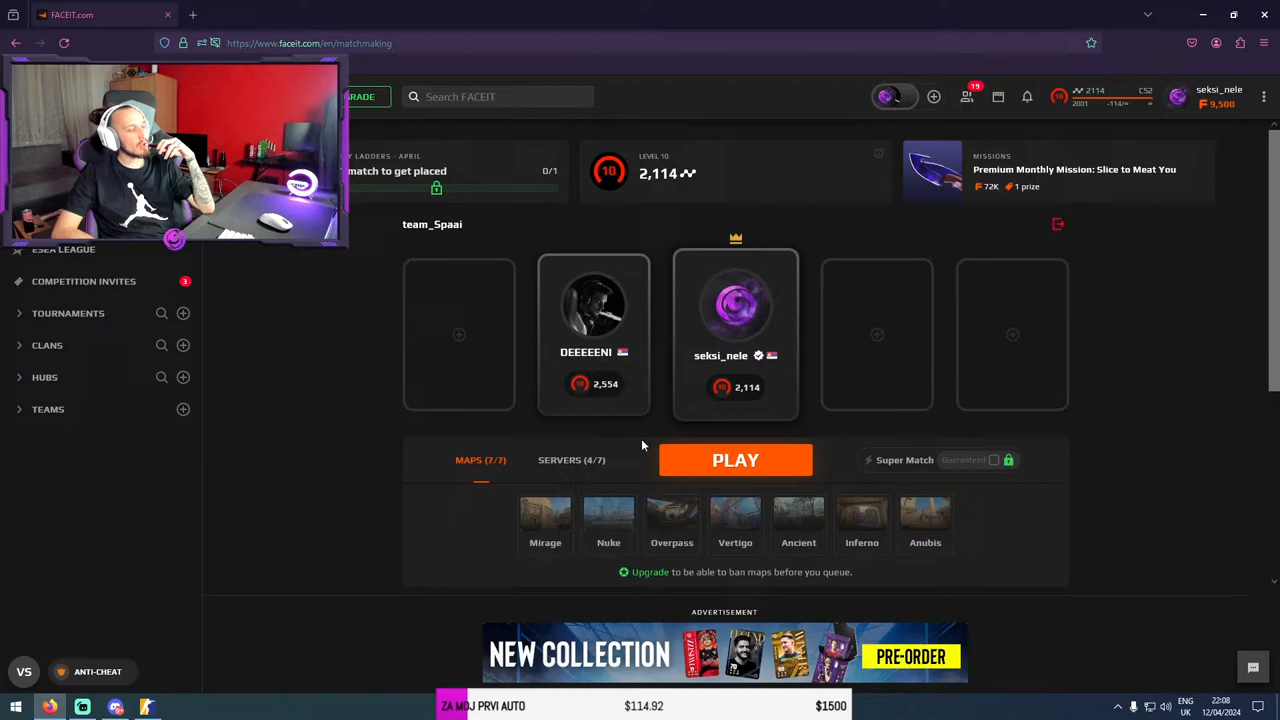 FACEIT.com
https://www.faceit.com/en/matchmaking
GRADE
Search FACEIT
19
2114
C52
2001
-114/∞
seksi_nele
9,500
Y LADDERS - APRIL
match to get placed
0/1
10
LEVEL 10
2,114
MISSIONS
Premium Monthly Mission: Slice to Meat You
72K
1 prize
team_Spaai
ESEA LEAGUE
COMPETITION INVITES
3
TOURNAMENTS
CLANS
HUBS
TEAMS
DEEEEENI
10
2,554
seksi_nele
10
2,114
MAPS (7/7)
SERVERS (4/7)
PLAY
Super Match
Guaranteed
Mirage
Nuke
Overpass
Vertigo
Ancient
Inferno
Anubis
Upgrade to be able to ban maps before you queue.
ADVERTISEMENT
NEW COLLECTION
PRE-ORDER
VS
ANTI-CHEAT
ZA MOJ PRVI AUTO
$114.92
$1500
ENG
UK
22:08
12/04/2024